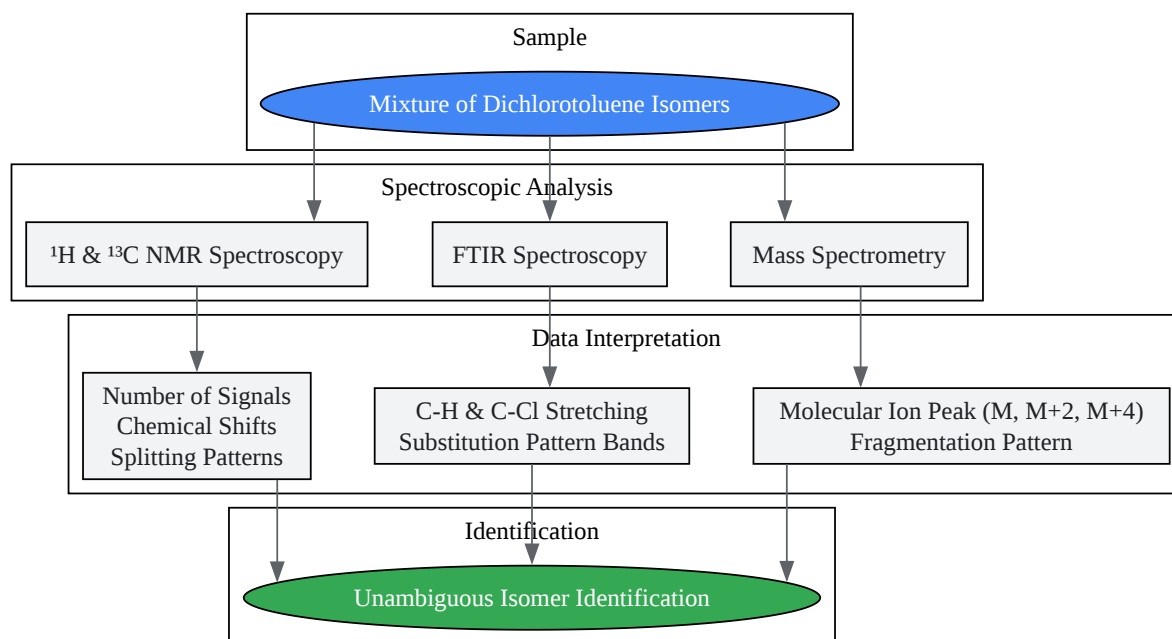 Sample
Mixture of Dichlorotoluene Isomers
Spectroscopic Analysis
¹H & ¹³C NMR Spectroscopy
FTIR Spectroscopy
Mass Spectrometry
Data Interpretation
Number of Signals
Chemical Shifts
Splitting Patterns
C-H & C-Cl Stretching
Substitution Pattern Bands
Molecular Ion Peak (M, M+2, M+4)
Fragmentation Pattern
Identification
Unambiguous Isomer Identification